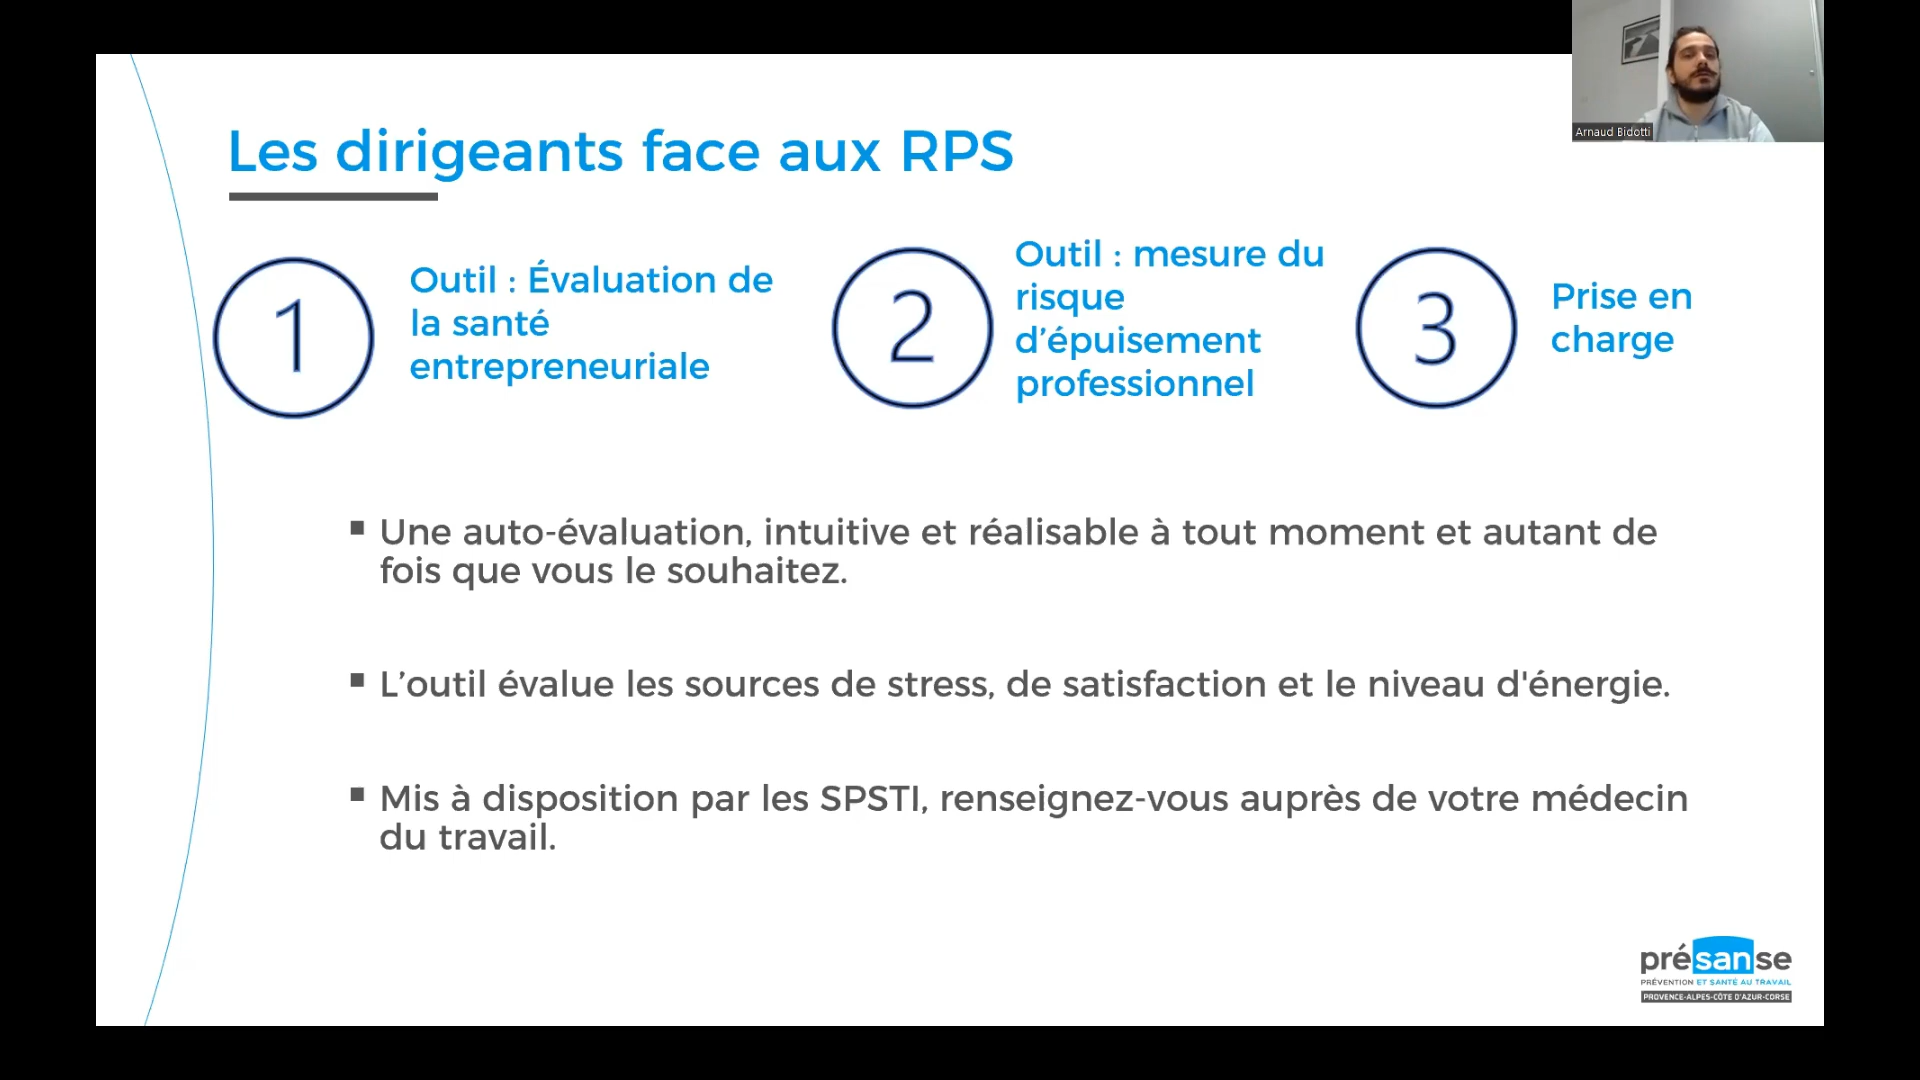 Arnaud Bidotti
Les dirigeants face aux RPS
1
Outil : Évaluation de
la santé
entrepreneuriale
2
Outil : mesure du
risque
d’épuisement
professionnel
3
Prise en
charge
▪ Une auto-évaluation, intuitive et réalisable à tout moment et autant de
fois que vous le souhaitez.
▪ L’outil évalue les sources de stress, de satisfaction et le niveau d'énergie.
▪ Mis à disposition par les SPSTI, renseignez-vous auprès de votre médecin
du travail.
présanse
PRÉVENTION ET SANTÉ AU TRAVAIL
PROVENCE-ALPES-CÔTE D'AZUR-CORSE